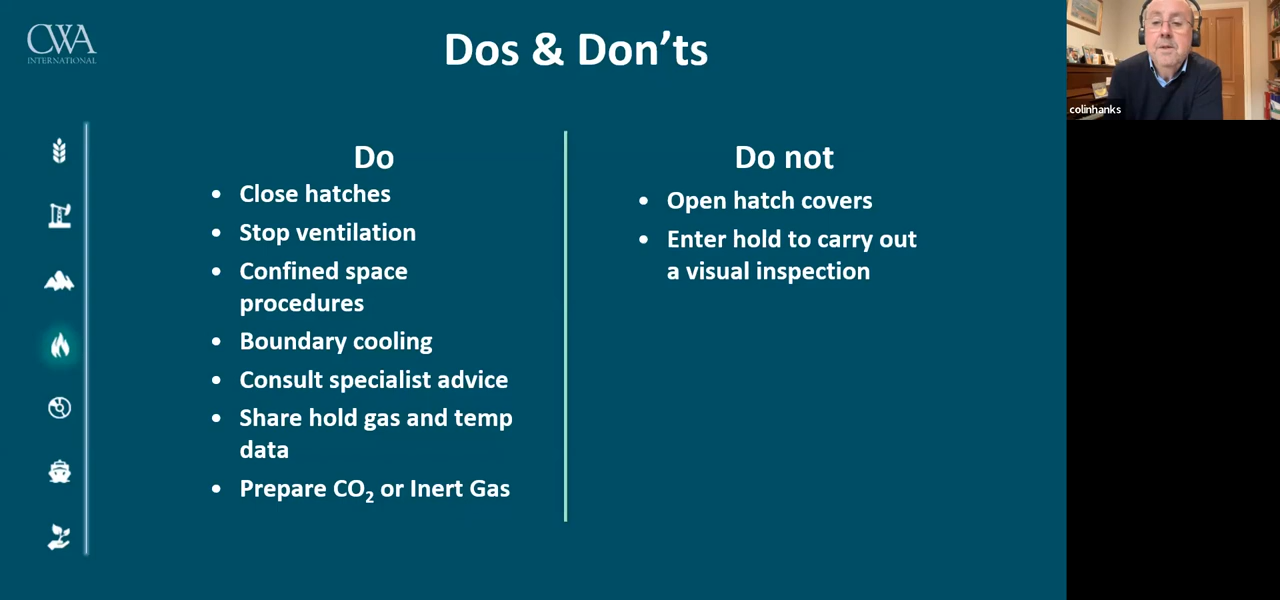 CWA
INTERNATIONAL
Dos & Don’ts
Do
• Close hatches
• Stop ventilation
• Confined space
procedures
• Boundary cooling
• Consult specialist advice
• Share hold gas and temp
data
• Prepare CO₂ or Inert Gas
Do not
• Open hatch covers
• Enter hold to carry out
a visual inspection
colinhanks